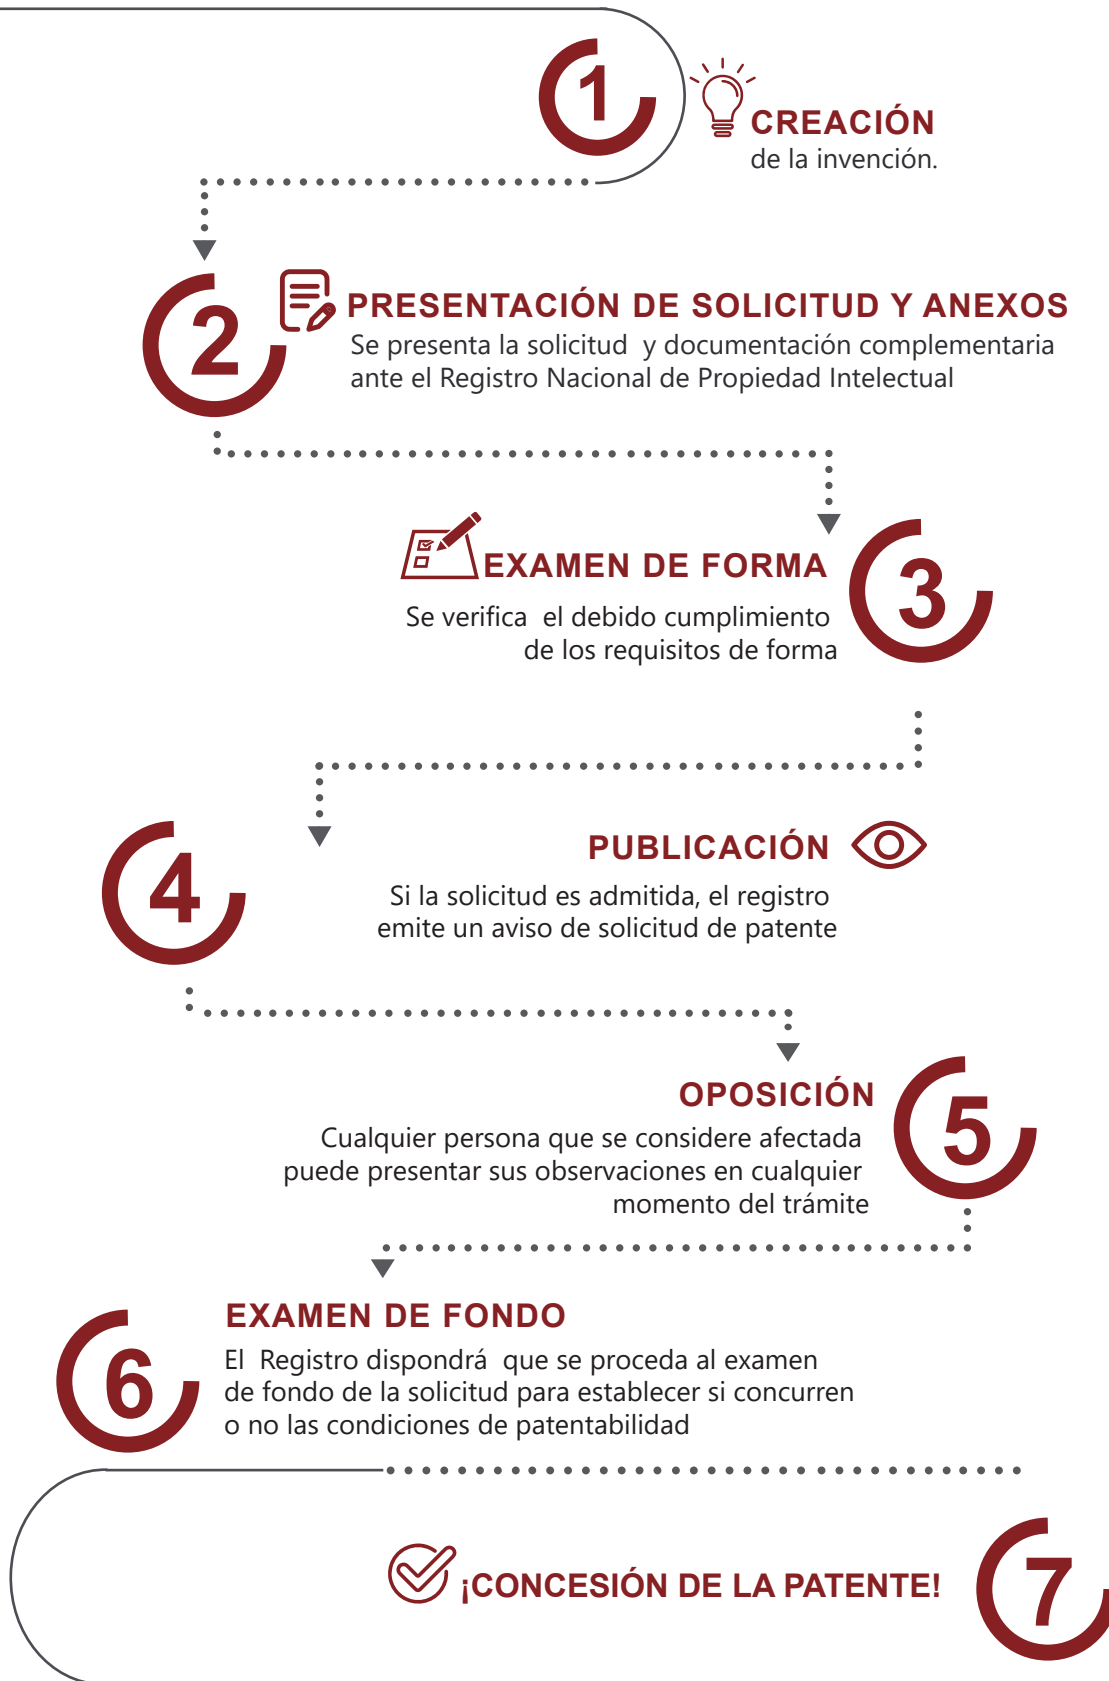 1
CREACIÓN
de la invención.
2
PRESENTACIÓN DE SOLICITUD Y ANEXOS
Se presenta la solicitud y documentación complementaria
ante el Registro Nacional de Propiedad Intelectual
3
EXAMEN DE FORMA
Se verifica el debido cumplimiento
de los requisitos de forma
4
PUBLICACIÓN
Si la solicitud es admitida, el registro
emite un aviso de solicitud de patente
5
OPOSICIÓN
Cualquier persona que se considere afectada
puede presentar sus observaciones en cualquier
momento del trámite
6
EXAMEN DE FONDO
El Registro dispondrá que se proceda al examen
de fondo de la solicitud para establecer si concurren
o no las condiciones de patentabilidad
7
¡CONCESIÓN DE LA PATENTE!